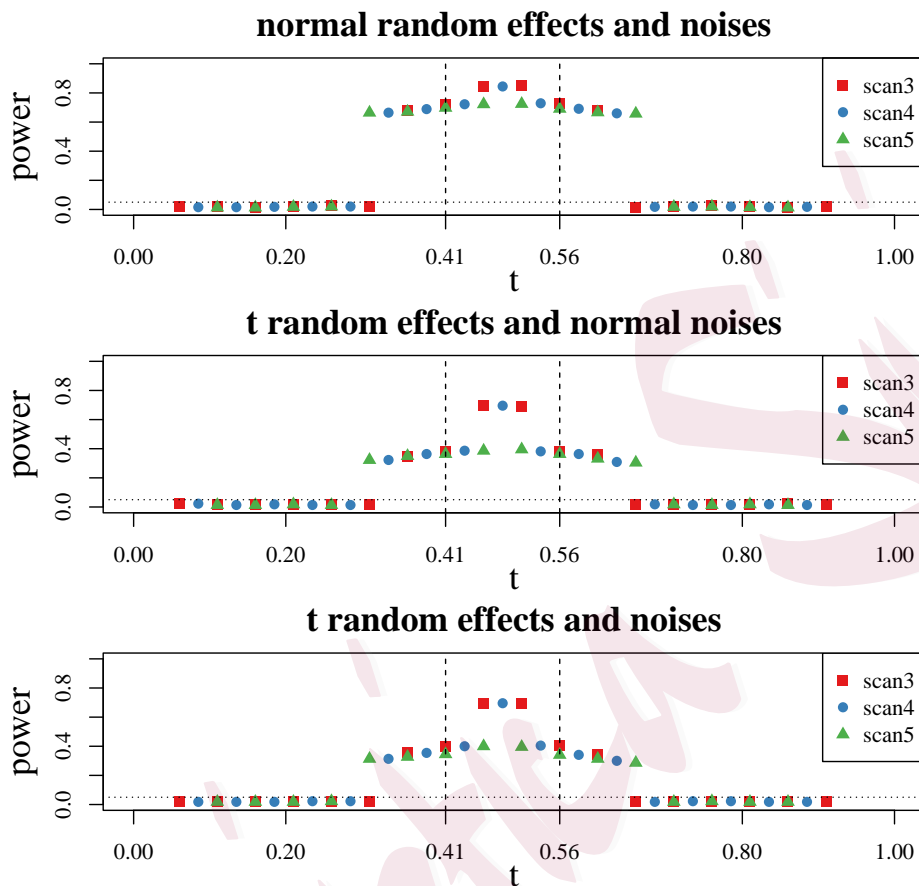 normal random effects and noises
power
0.0 0.4 0.8
scan3
scan4
scan5
0.00 0.20 0.41 0.56 0.80 1.00
t
t random effects and normal noises
power
0.0 0.4 0.8
scan3
scan4
scan5
0.00 0.20 0.41 0.56 0.80 1.00
t
t random effects and noises
power
0.0 0.4 0.8
scan3
scan4
scan5
0.00 0.20 0.41 0.56 0.80 1.00
t